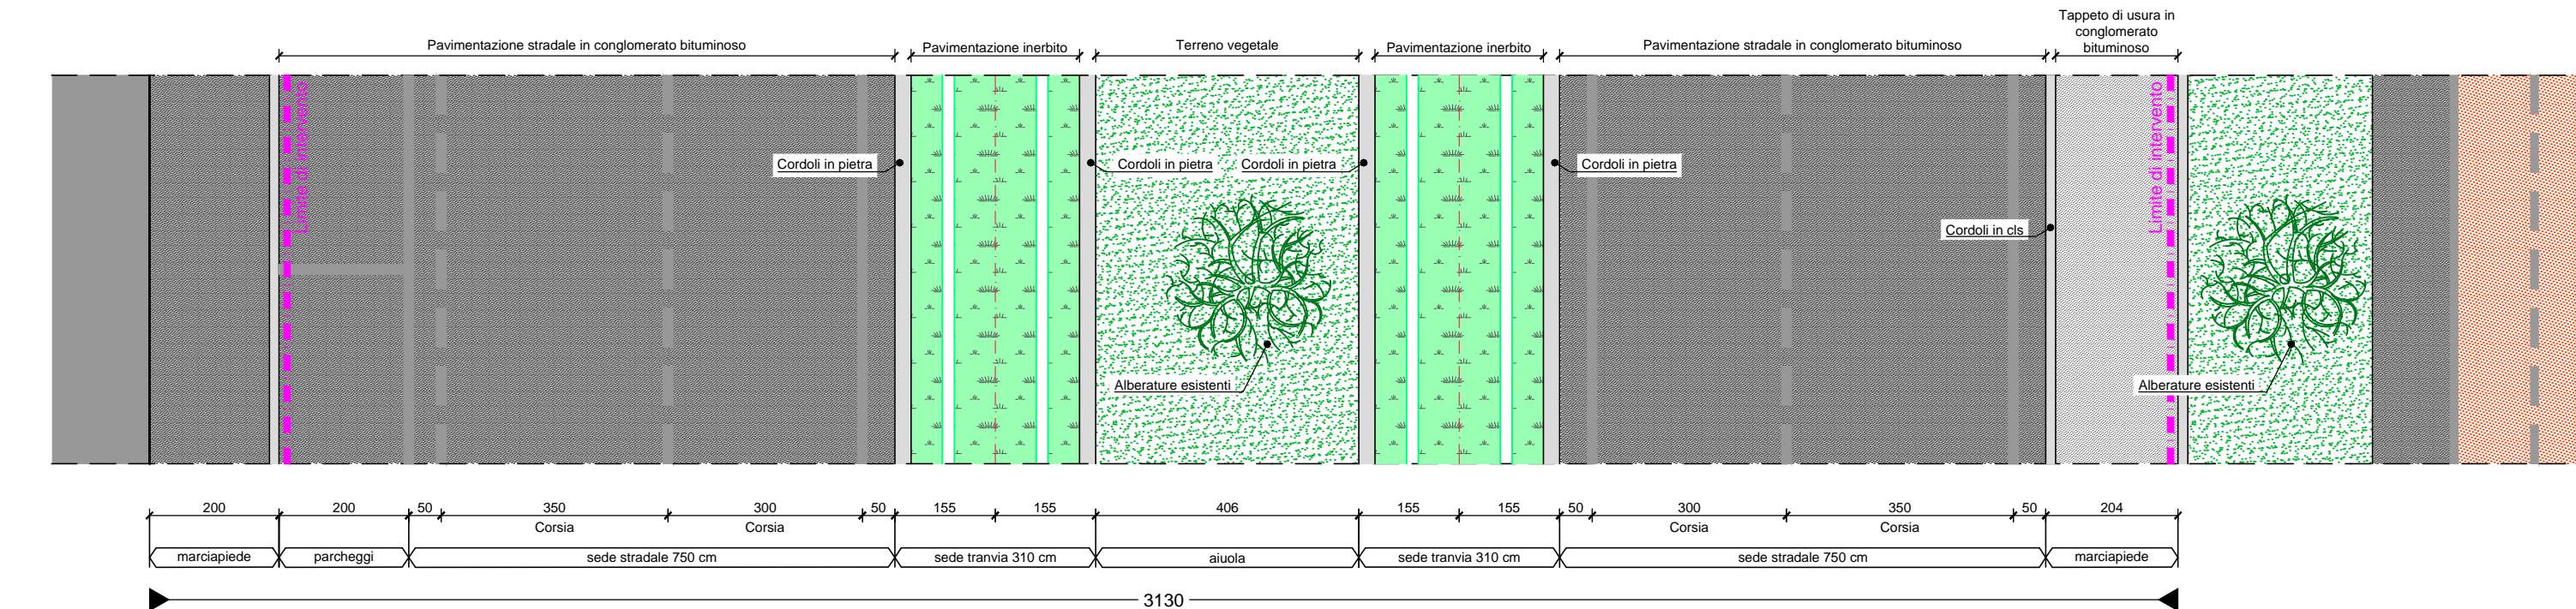 Tappeto di usura in
conglomerato
bituminoso
Pavimentazione stradale in conglomerato bituminoso
Pavimentazione inerbito
Terreno vegetale
Pavimentazione inerbito
Pavimentazione stradale in conglomerato bituminoso
Limite di intervento
Limite di intervento
Cordoli in pietra
Cordoli in pietra
Cordoli in pietra
Cordoli in pietra
Cordoli in cls
Alberature esistenti
Alberature esistenti
200 200 50 350 300 50 155 155 406 155 155 50 300 350 50 204
Corsia Corsia Corsia Corsia
marciapiede parcheggi sede stradale 750 cm sede tranvia 310 cm aiuola sede tranvia 310 cm sede stradale 750 cm marciapiede
3130